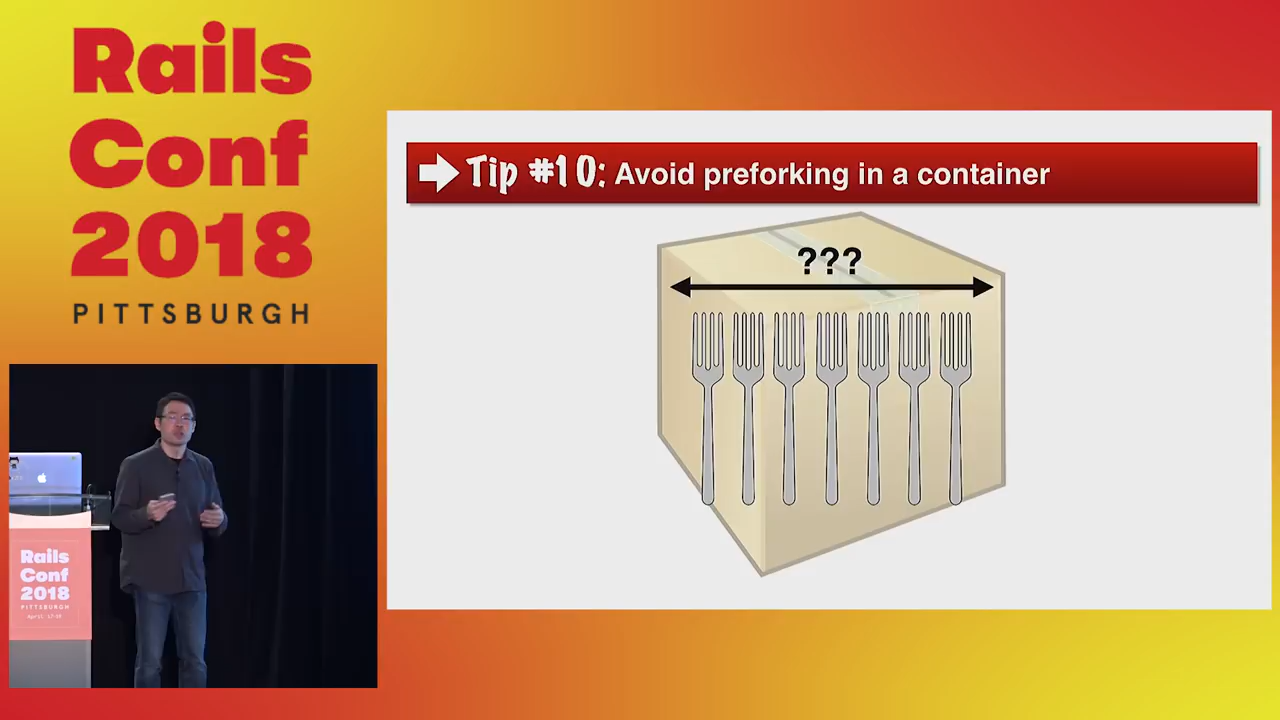 Rails
Conf
2018
PITTSBURGH
Tip #10: Avoid preforking in a container
???
Rails
Conf
2018
PITTSBURGH